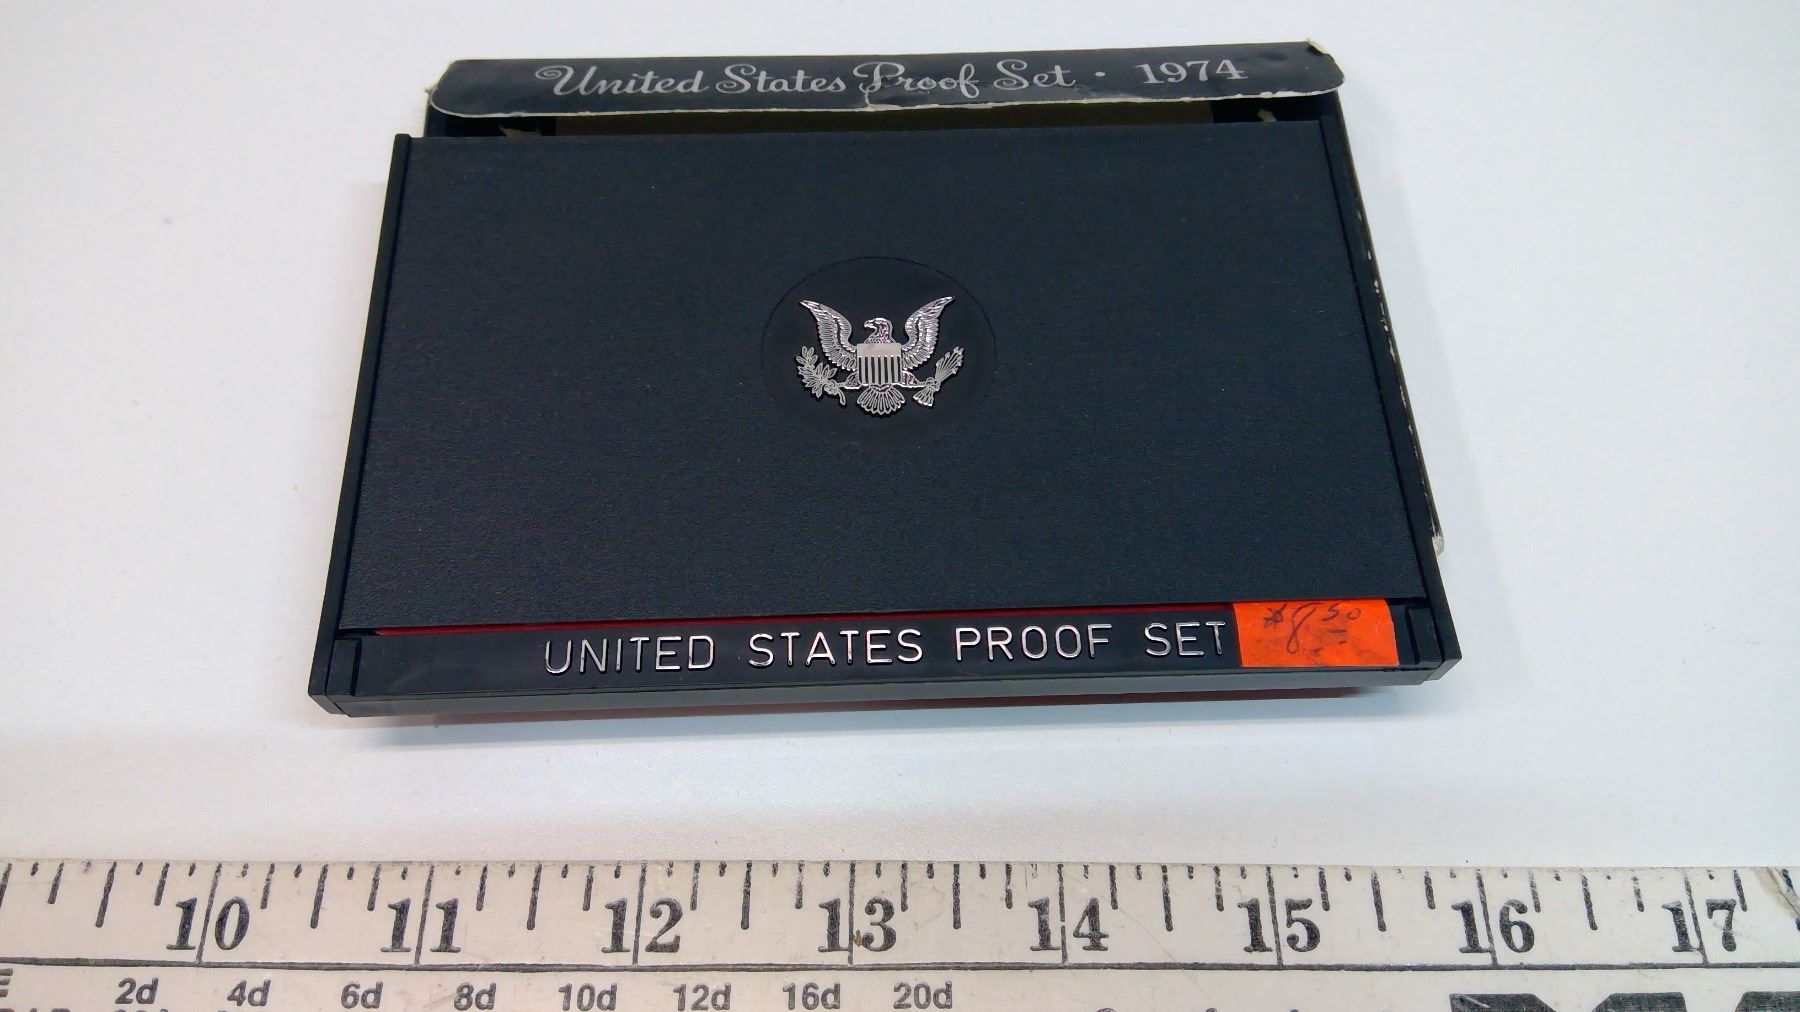 United States Proof Set · 1974
UNITED STATES PROOF SET
$8.50
10 11 12 13 14 15 16 17
2d 4d 6d 8d 10d 12d 16d 20d